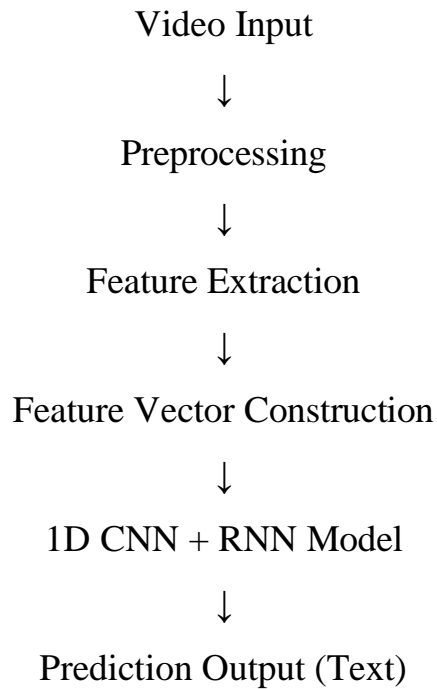 Video Input
↓
Preprocessing
↓
Feature Extraction
↓
Feature Vector Construction
↓
1D CNN + RNN Model
↓
Prediction Output (Text)